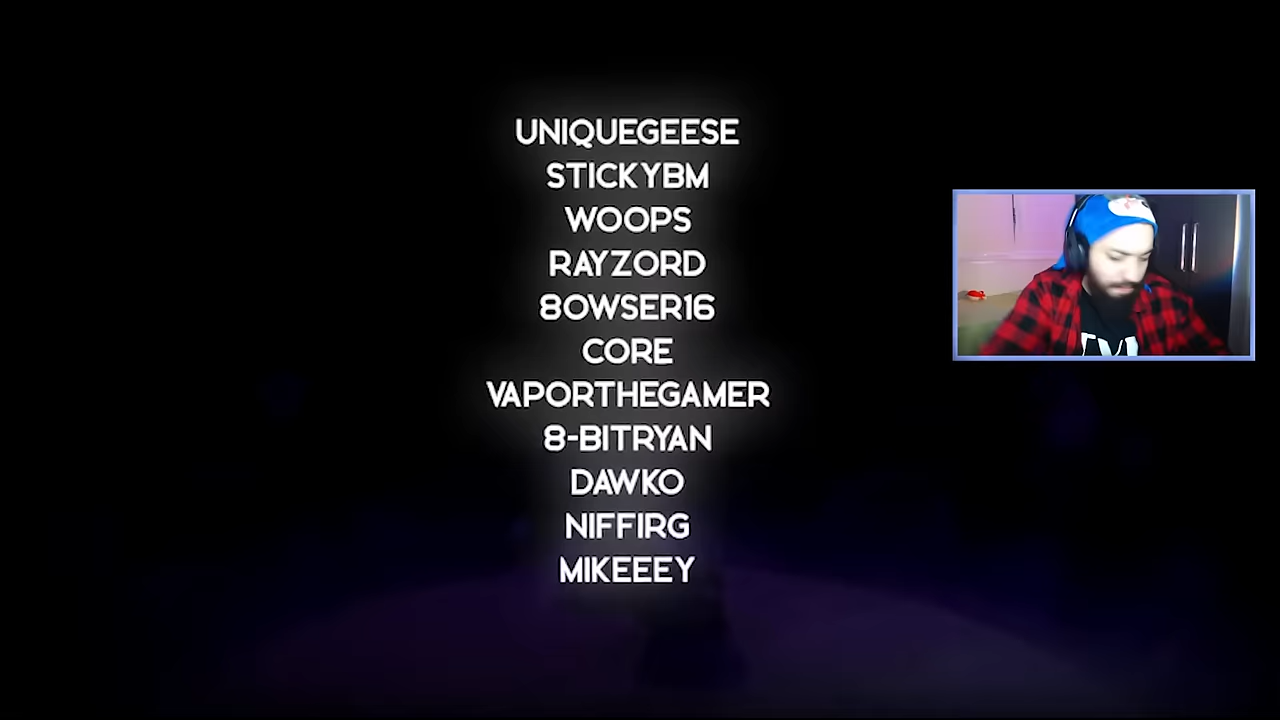 UNIQUEGEESE
STICKYBM
WOOPS
RAYZORD
8OWSER16
CORE
VAPORTHEGAMER
8-BITRYAN
DAWKO
NIFFIRG
MIKEEEY